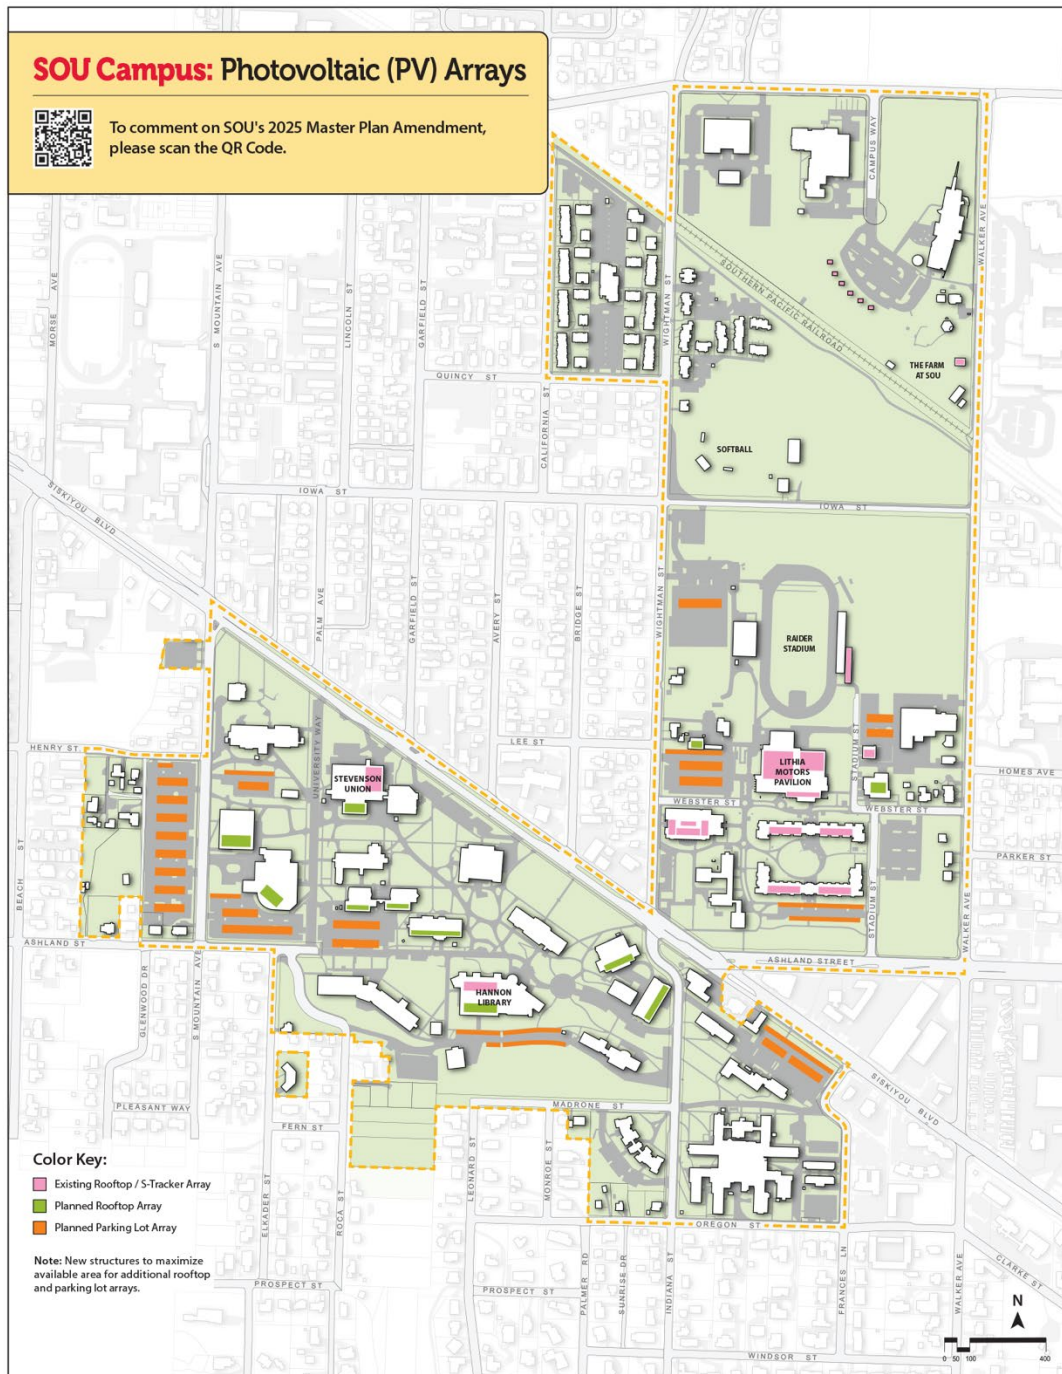 SOU Campus: Photovoltaic (PV) Arrays
To comment on SOU's 2025 Master Plan Amendment,
please scan the QR Code.
MORSE AVE
S MOUNTAIN AVE
LINCOLN ST
GARFIELD ST
CAMPUS WAY
WALKER AVE
WIGHTMAN ST
SOUTHERN PACIFIC RAILROAD
THE FARM
AT SOU
QUINCY ST
CALIFORNIA ST
SOFTBALL
SISKIYOU BLVD
IOWA ST
IOWA ST
PALM AVE
GARFIELD ST
AVERY ST
BRIDGE ST
WIGHTMAN ST
RAIDER
STADIUM
HENRY ST
UNIVERSITY WAY
LEE ST
STADIUM ST
STEVENSON
UNION
LITHIA
MOTORS
PAVILION
HOMES AVE
WEBSTER ST
WEBSTER ST
BEACH ST
PARKER ST
STADIUM ST
WALKER AVE
ASHLAND ST
ASHLAND STREET
GLENWOOD DR
S MOUNTAIN AVE
HANNON
LIBRARY
SISKIYOU BLVD
PLEASANT WAY
MADRONE ST
FERN ST
LEONARD ST
MONROE ST
ELKADER ST
ROCA ST
OREGON ST
PALMER RD
SUNRISE DR
INDIANA ST
FRANCES LN
WALKER AVE
CLARKE ST
PROSPECT ST
PROSPECT ST
WINDSOR ST
Color Key:
Existing Rooftop / S-Tracker Array
Planned Rooftop Array
Planned Parking Lot Array
Note: New structures to maximize
available area for additional rooftop
and parking lot arrays.
N
0 50 100 400